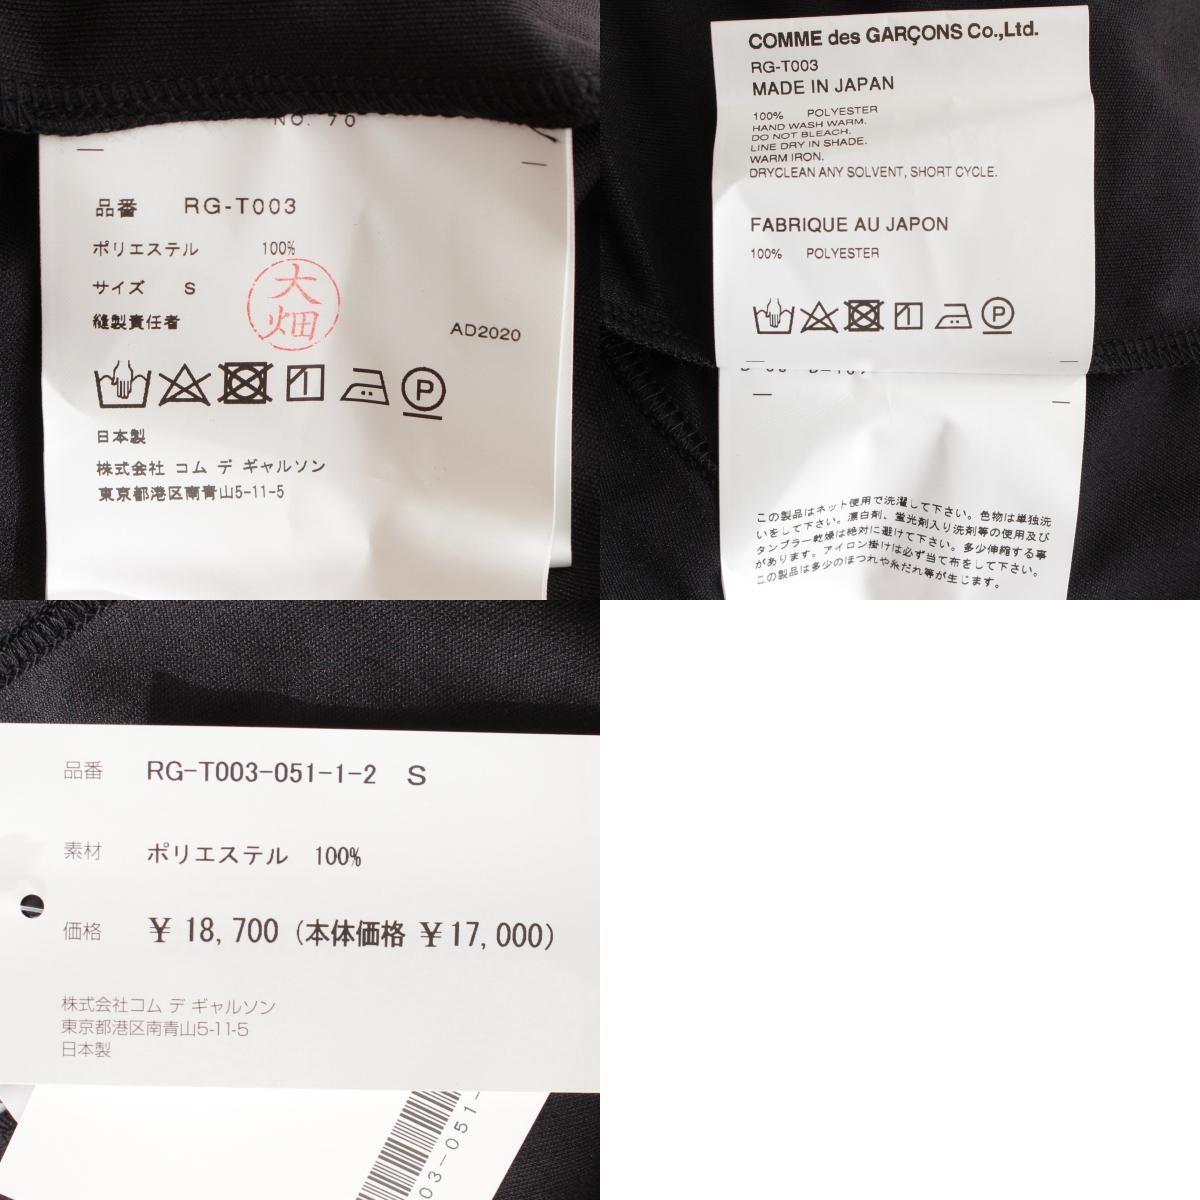 NO. 70
品番 RG-T003
ポリエステル 100%
サイズ S
縫製責任者
大畑
AD2020
P
日本製
株式会社 コム デ ギャルソン
東京都港区南青山5-11-5
COMME des GARÇONS Co.,Ltd.
RG-T003
MADE IN JAPAN
100% POLYESTER
HAND WASH WARM.
DO NOT BLEACH.
LINE DRY IN SHADE.
WARM IRON.
DRYCLEAN ANY SOLVENT, SHORT CYCLE.
FABRIQUE AU JAPON
100% POLYESTER
P
この製品はネット使用で洗濯して下さい。色物は単独洗
いをして下さい。漂白剤、蛍光剤入り洗剤等の使用及び
タンブラー乾燥は絶対に避けて下さい。多少伸縮する事
があります。アイロン掛けは必ず当て布をして下さい。
この製品は多少のほつれや糸だれ等が生じます。
品番 RG-T003-051-1-2 S
素材 ポリエステル 100%
価格 ¥ 18,700 (本体価格 ¥17,000)
株式会社コム デ ギャルソン
東京都港区南青山5-11-5
日本製
03-051-